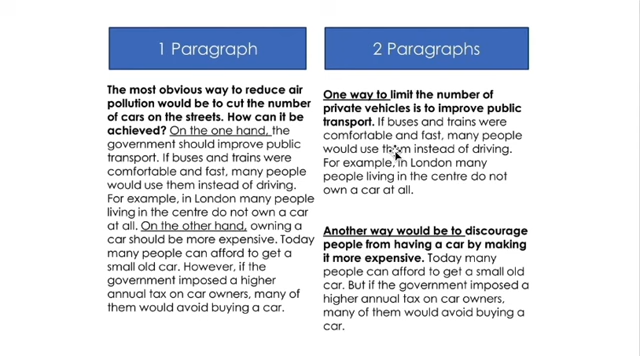 1 Paragraph
The most obvious way to reduce air
pollution would be to cut the number
of cars on the streets. How can it be
achieved? On the one hand, the
government should improve public
transport. If buses and trains were
comfortable and fast, many people
would use them instead of driving.
For example, in London many people
living in the centre do not own a car
at all. On the other hand, owning a
car should be more expensive. Today
many people can afford to get a
small old car. However, if the
government imposed a higher
annual tax on car owners, many of
them would avoid buying a car.
2 Paragraphs
One way to limit the number of
private vehicles is to improve public
transport. If buses and trains were
comfortable and fast, many people
would use them instead of driving.
For example, in London many
people living in the centre do not
own a car at all.
Another way would be to discourage
people from having a car by making
it more expensive. Today many
people can afford to get a small old
car. But if the government imposed a
higher annual tax on car owners,
many of them would avoid buying a
car.